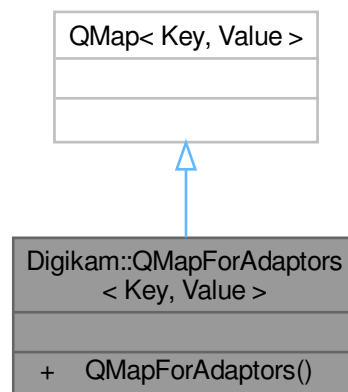 QMap< Key, Value >
Digikam::QMapForAdaptors
< Key, Value >
+ QMapForAdaptors()